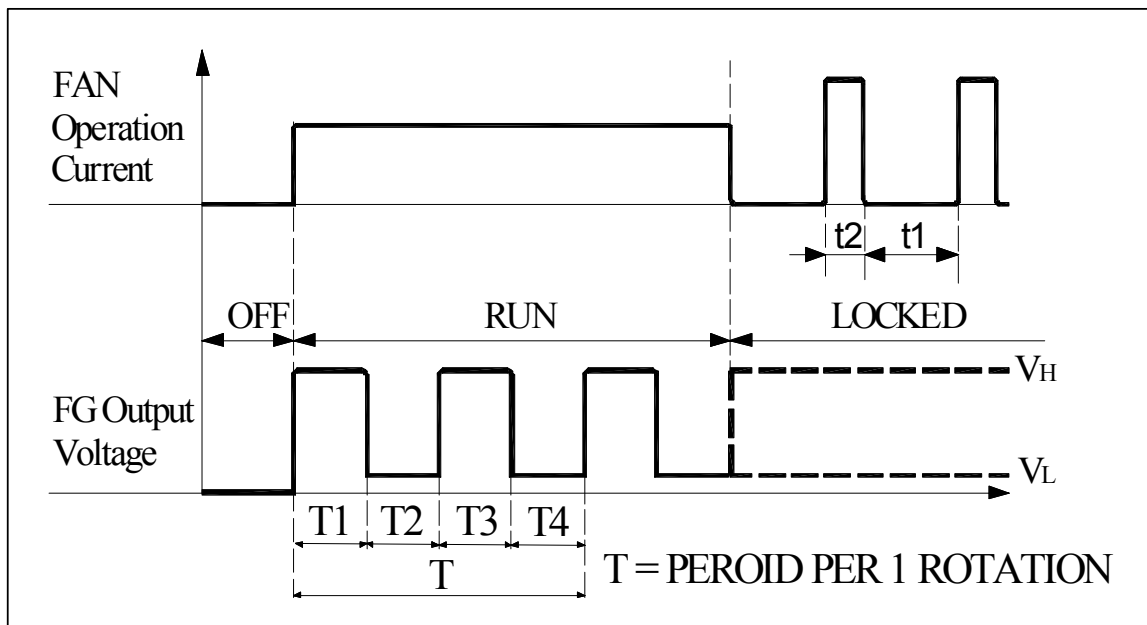 FAN
Operation
Current
t2 t1
OFF RUN LOCKED
VH
FG Output
Voltage
VL
T1 T2 T3 T4
T
T = PEROID PER 1 ROTATION